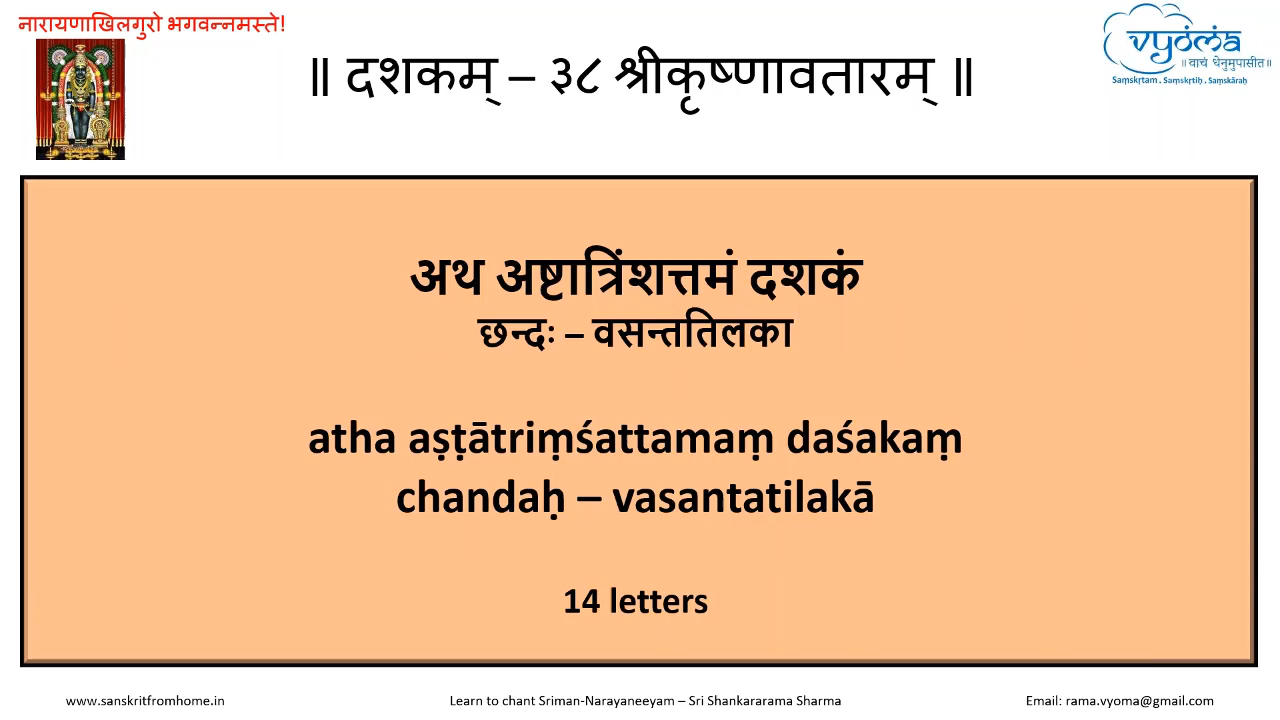 नारायणाखिलगुरो भगवन्नमस्ते!
vyoma
॥ वाचं धेनुमुपासीत॥
Saṃskṛtam . Saṃskṛtiḥ . Saṃskārāḥ
॥ दशकम् – ३८ श्रीकृष्णावतारम् ॥
अथ अष्टात्रिंशत्तमं दशकं
छन्दः – वसन्ततिलका
atha aṣṭātriṃśattamaṃ daśakaṃ
chandaḥ – vasantatilakā
14 letters
www.sanskritfromhome.in
Learn to chant Sriman-Narayaneeyam – Sri Shankararama Sharma
Email: rama.vyoma@gmail.com